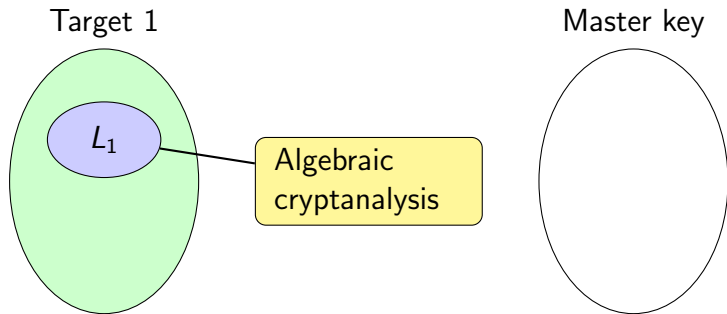 Target 1
Master key
L₁
Algebraic
cryptanalysis